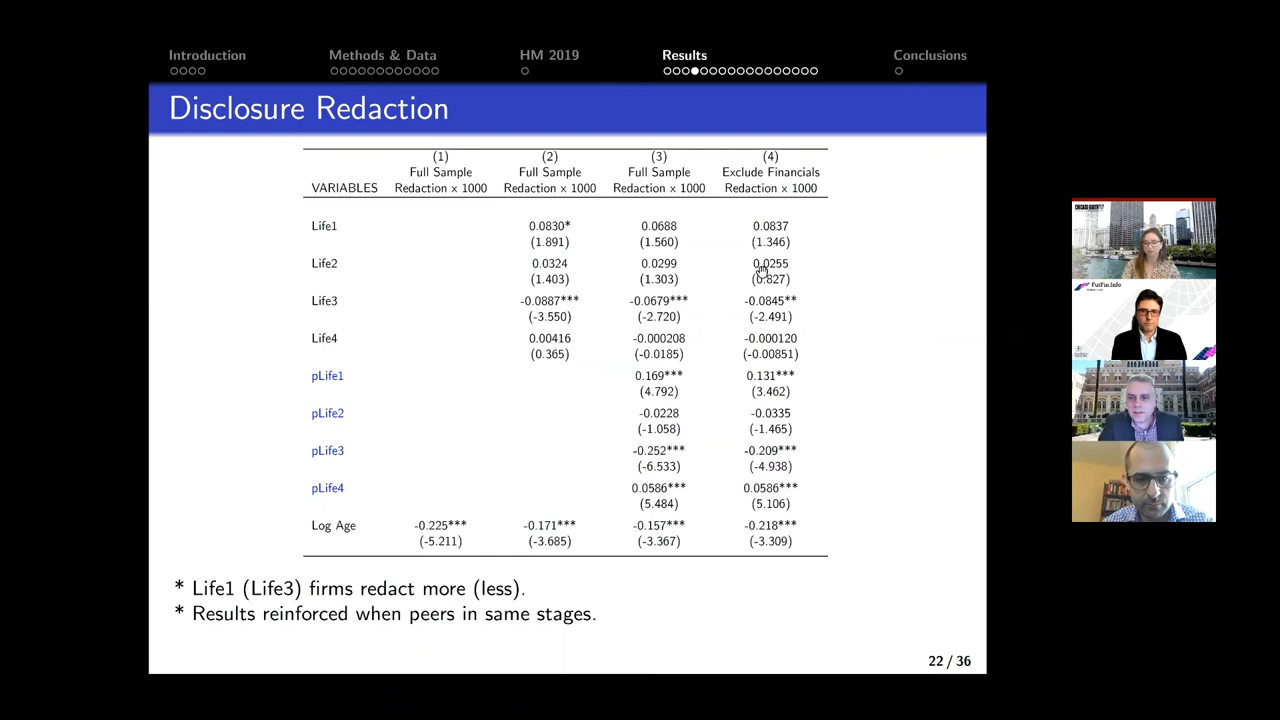 Introduction Methods & Data HM 2019 Results Conclusions
Disclosure Redaction
(1) (2) (3) (4)
Full Sample Full Sample Full Sample Exclude Financials
VARIABLES Redaction x 1000 Redaction x 1000 Redaction x 1000 Redaction x 1000
Life1 0.0830* 0.0688 0.0837
(1.891) (1.560) (1.346)
Life2 0.0324 0.0299 0.0255
(1.403) (1.303) (0.827)
Life3 -0.0887*** -0.0679*** -0.0845**
(-3.550) (-2.720) (-2.491)
Life4 0.00416 -0.000208 -0.000120
(0.365) (-0.0185) (-0.00851)
pLife1 0.169*** 0.131***
(4.792) (3.462)
pLife2 -0.0228 -0.0335
(-1.058) (-1.465)
pLife3 -0.252*** -0.209***
(-6.533) (-4.938)
pLife4 0.0586*** 0.0586***
(5.484) (5.106)
Log Age -0.225*** -0.171*** -0.157*** -0.218***
(-5.211) (-3.685) (-3.367) (-3.309)
* Life1 (Life3) firms redact more (less).
* Results reinforced when peers in same stages.
22 / 36
CHICAGO BOOTH
FutFin.Info